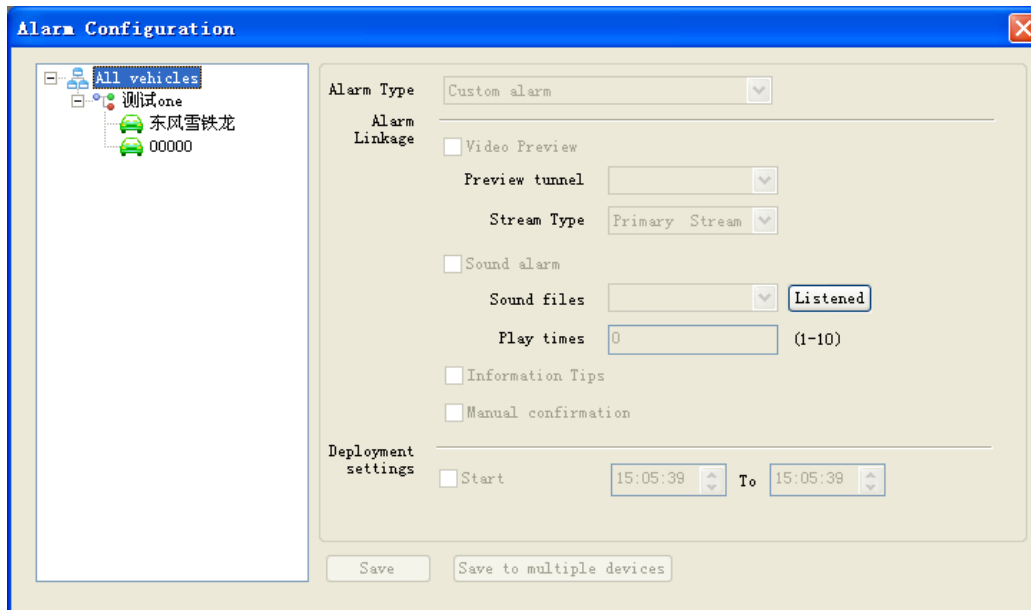 Alarm Configuration
All vehicles
测试one
东风雪铁龙
00000
Alarm Type
Custom alarm
Alarm
Linkage
Video Preview
Preview tunnel
Stream Type
Primary Stream
Sound alarm
Sound files
Listened
Play times
0
(1-10)
Information Tips
Manual confirmation
Deployment
settings
Start
15:05:39
To
15:05:39
Save
Save to multiple devices